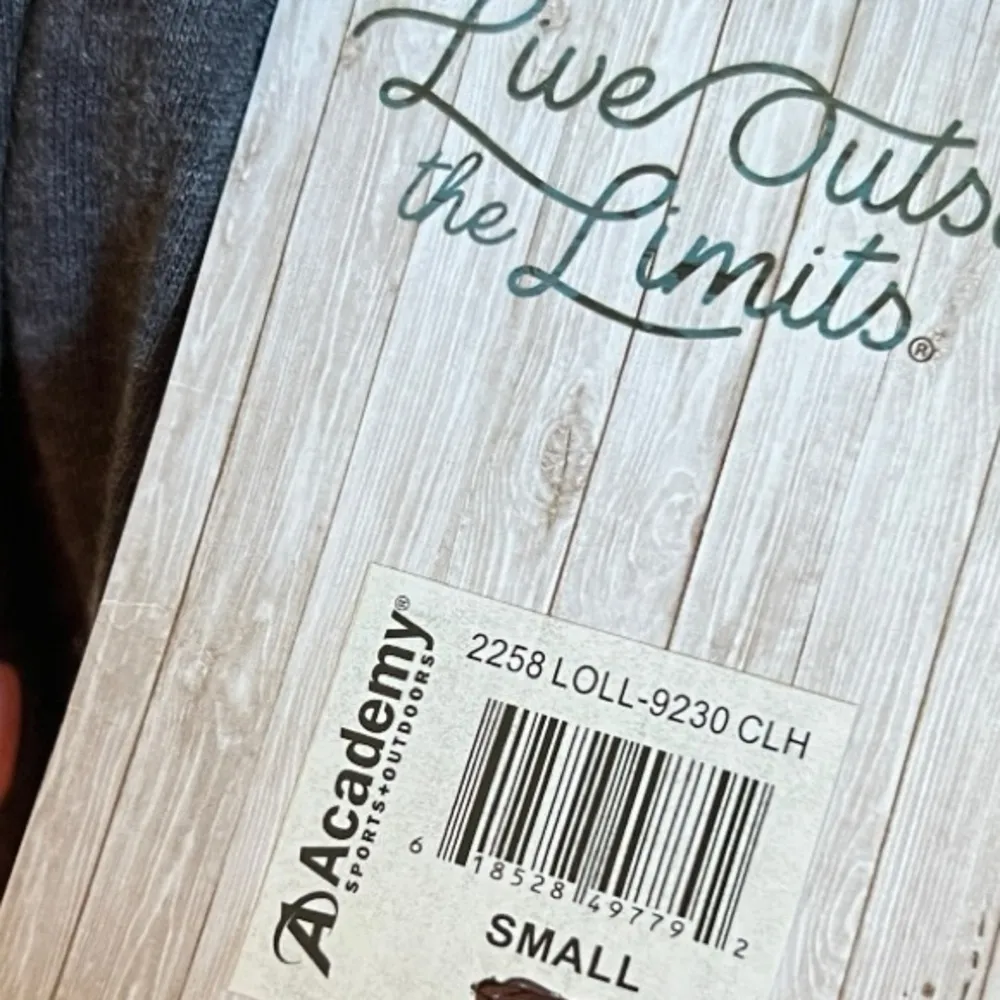 Live Outs
the Limits®
Academy®
SPORTS+OUTDOORS
2258 LOLL-9230 CLH
6 18528 49779 2
SMALL